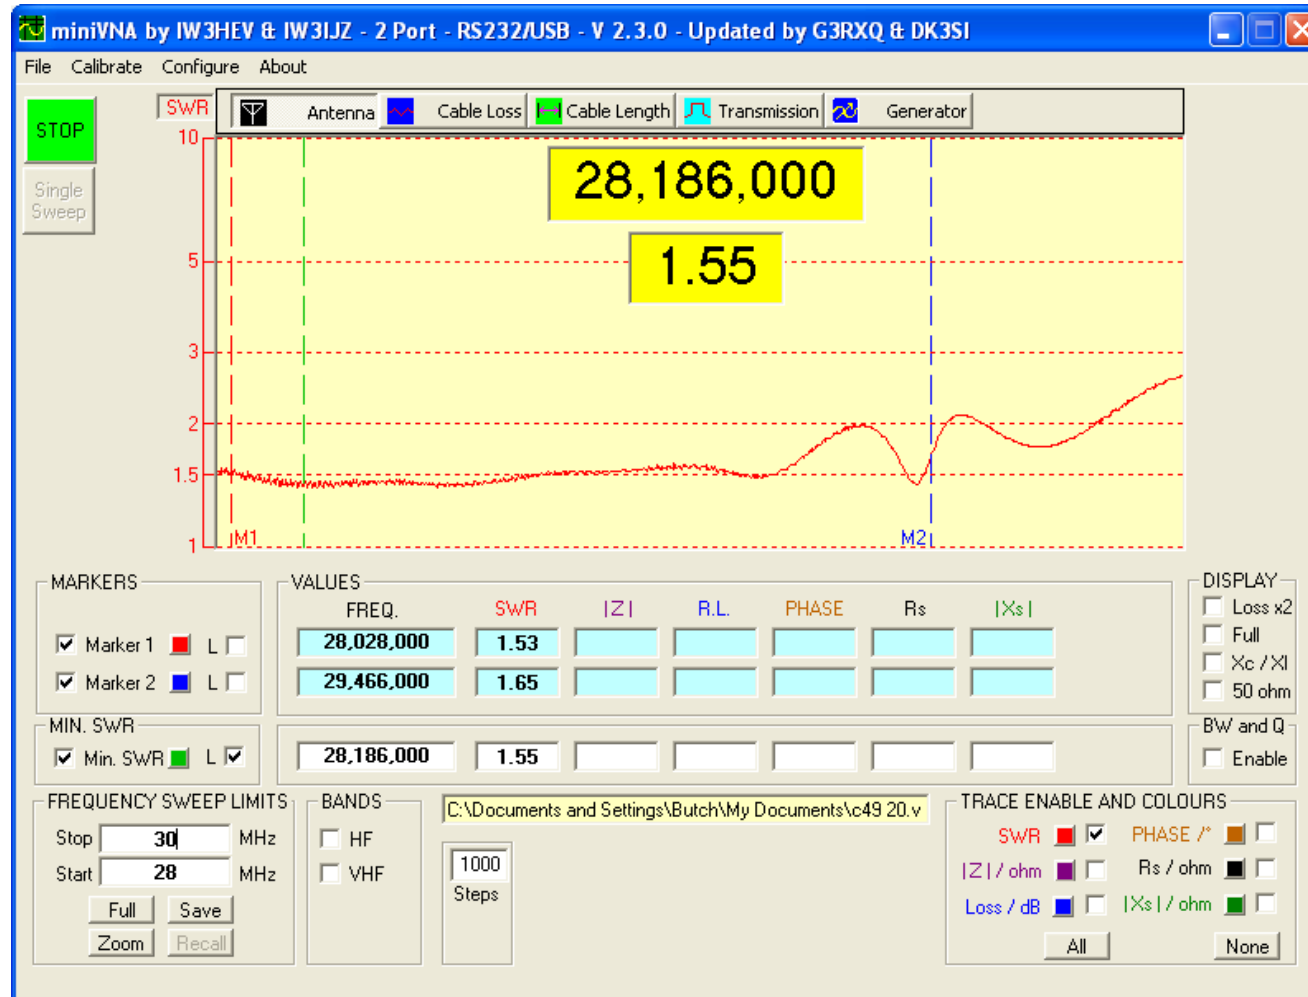 miniVNA by IW3HEV & IW3IJZ - 2 Port - RS232/USB - V 2.3.0 - Updated by G3RXQ & DK3SI
File Calibrate Configure About
STOP
Single
Sweep
SWR
Antenna Cable Loss Cable Length Transmission Generator
10
28,186,000
5
1.55
3
2
1.5
1
M1 M2
MARKERS
Marker 1 L
Marker 2 L
VALUES
FREQ. SWR |Z| R.L. PHASE Rs |Xs|
28,028,000 1.53
29,466,000 1.65
DISPLAY
Loss x2
Full
Xc / Xl
50 ohm
MIN. SWR
Min. SWR L
28,186,000 1.55
BW and Q
Enable
FREQUENCY SWEEP LIMITS
Stop 30 MHz
Start 28 MHz
Full Save
Zoom Recall
BANDS
HF
VHF
C:\Documents and Settings\Butch\My Documents\c49 20.v
1000
Steps
TRACE ENABLE AND COLOURS
SWR PHASE /°
|Z| / ohm Rs / ohm
Loss / dB |Xs| / ohm
All None